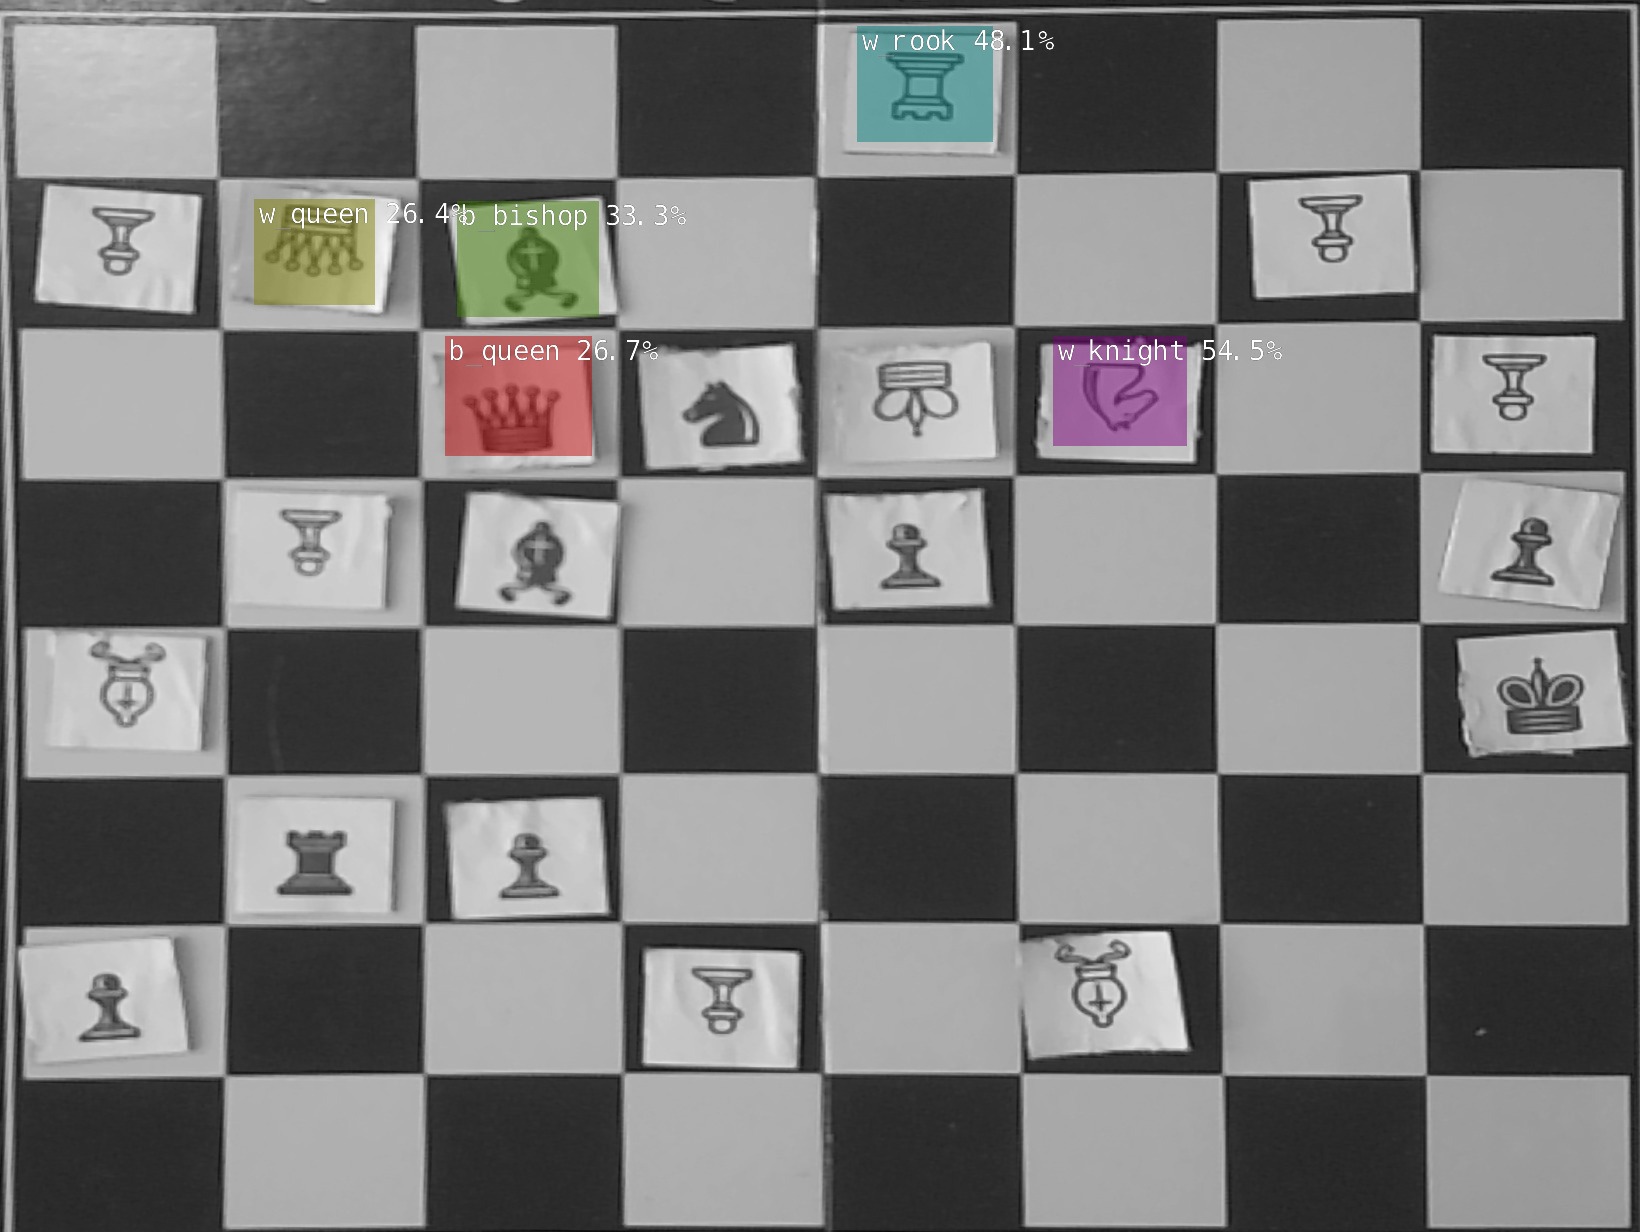 w_rook 48.1%
w_queen 26.4%
b_bishop 33.3%
b_queen 26.7%
w_knight 54.5%